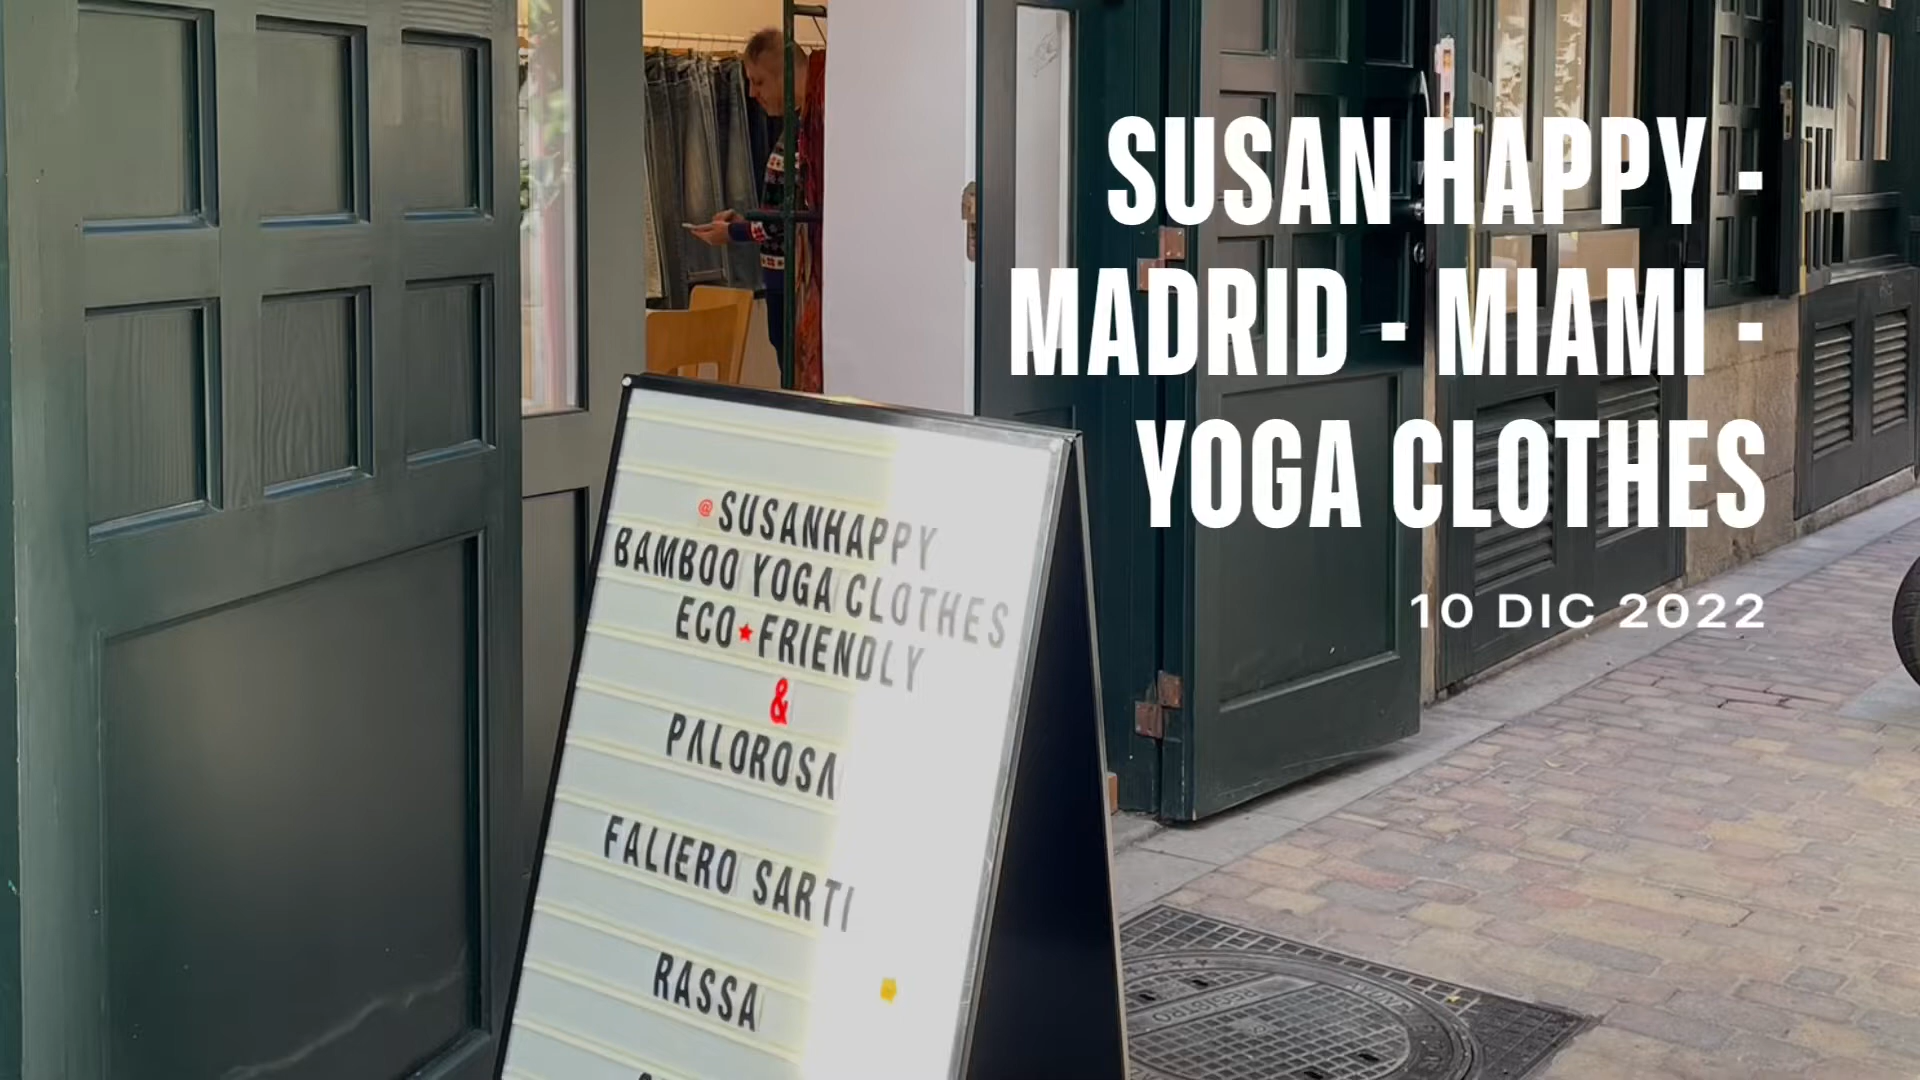 SUSAN HAPPY -
MADRID - MIAMI -
YOGA CLOTHES
10 DIC 2022
@SUSANHAPPY
BAMBOO YOGA CLOTHES
ECO★FRIENDLY
&
PALOROSA
FALIERO SARTI
RASSA
REGISTRO